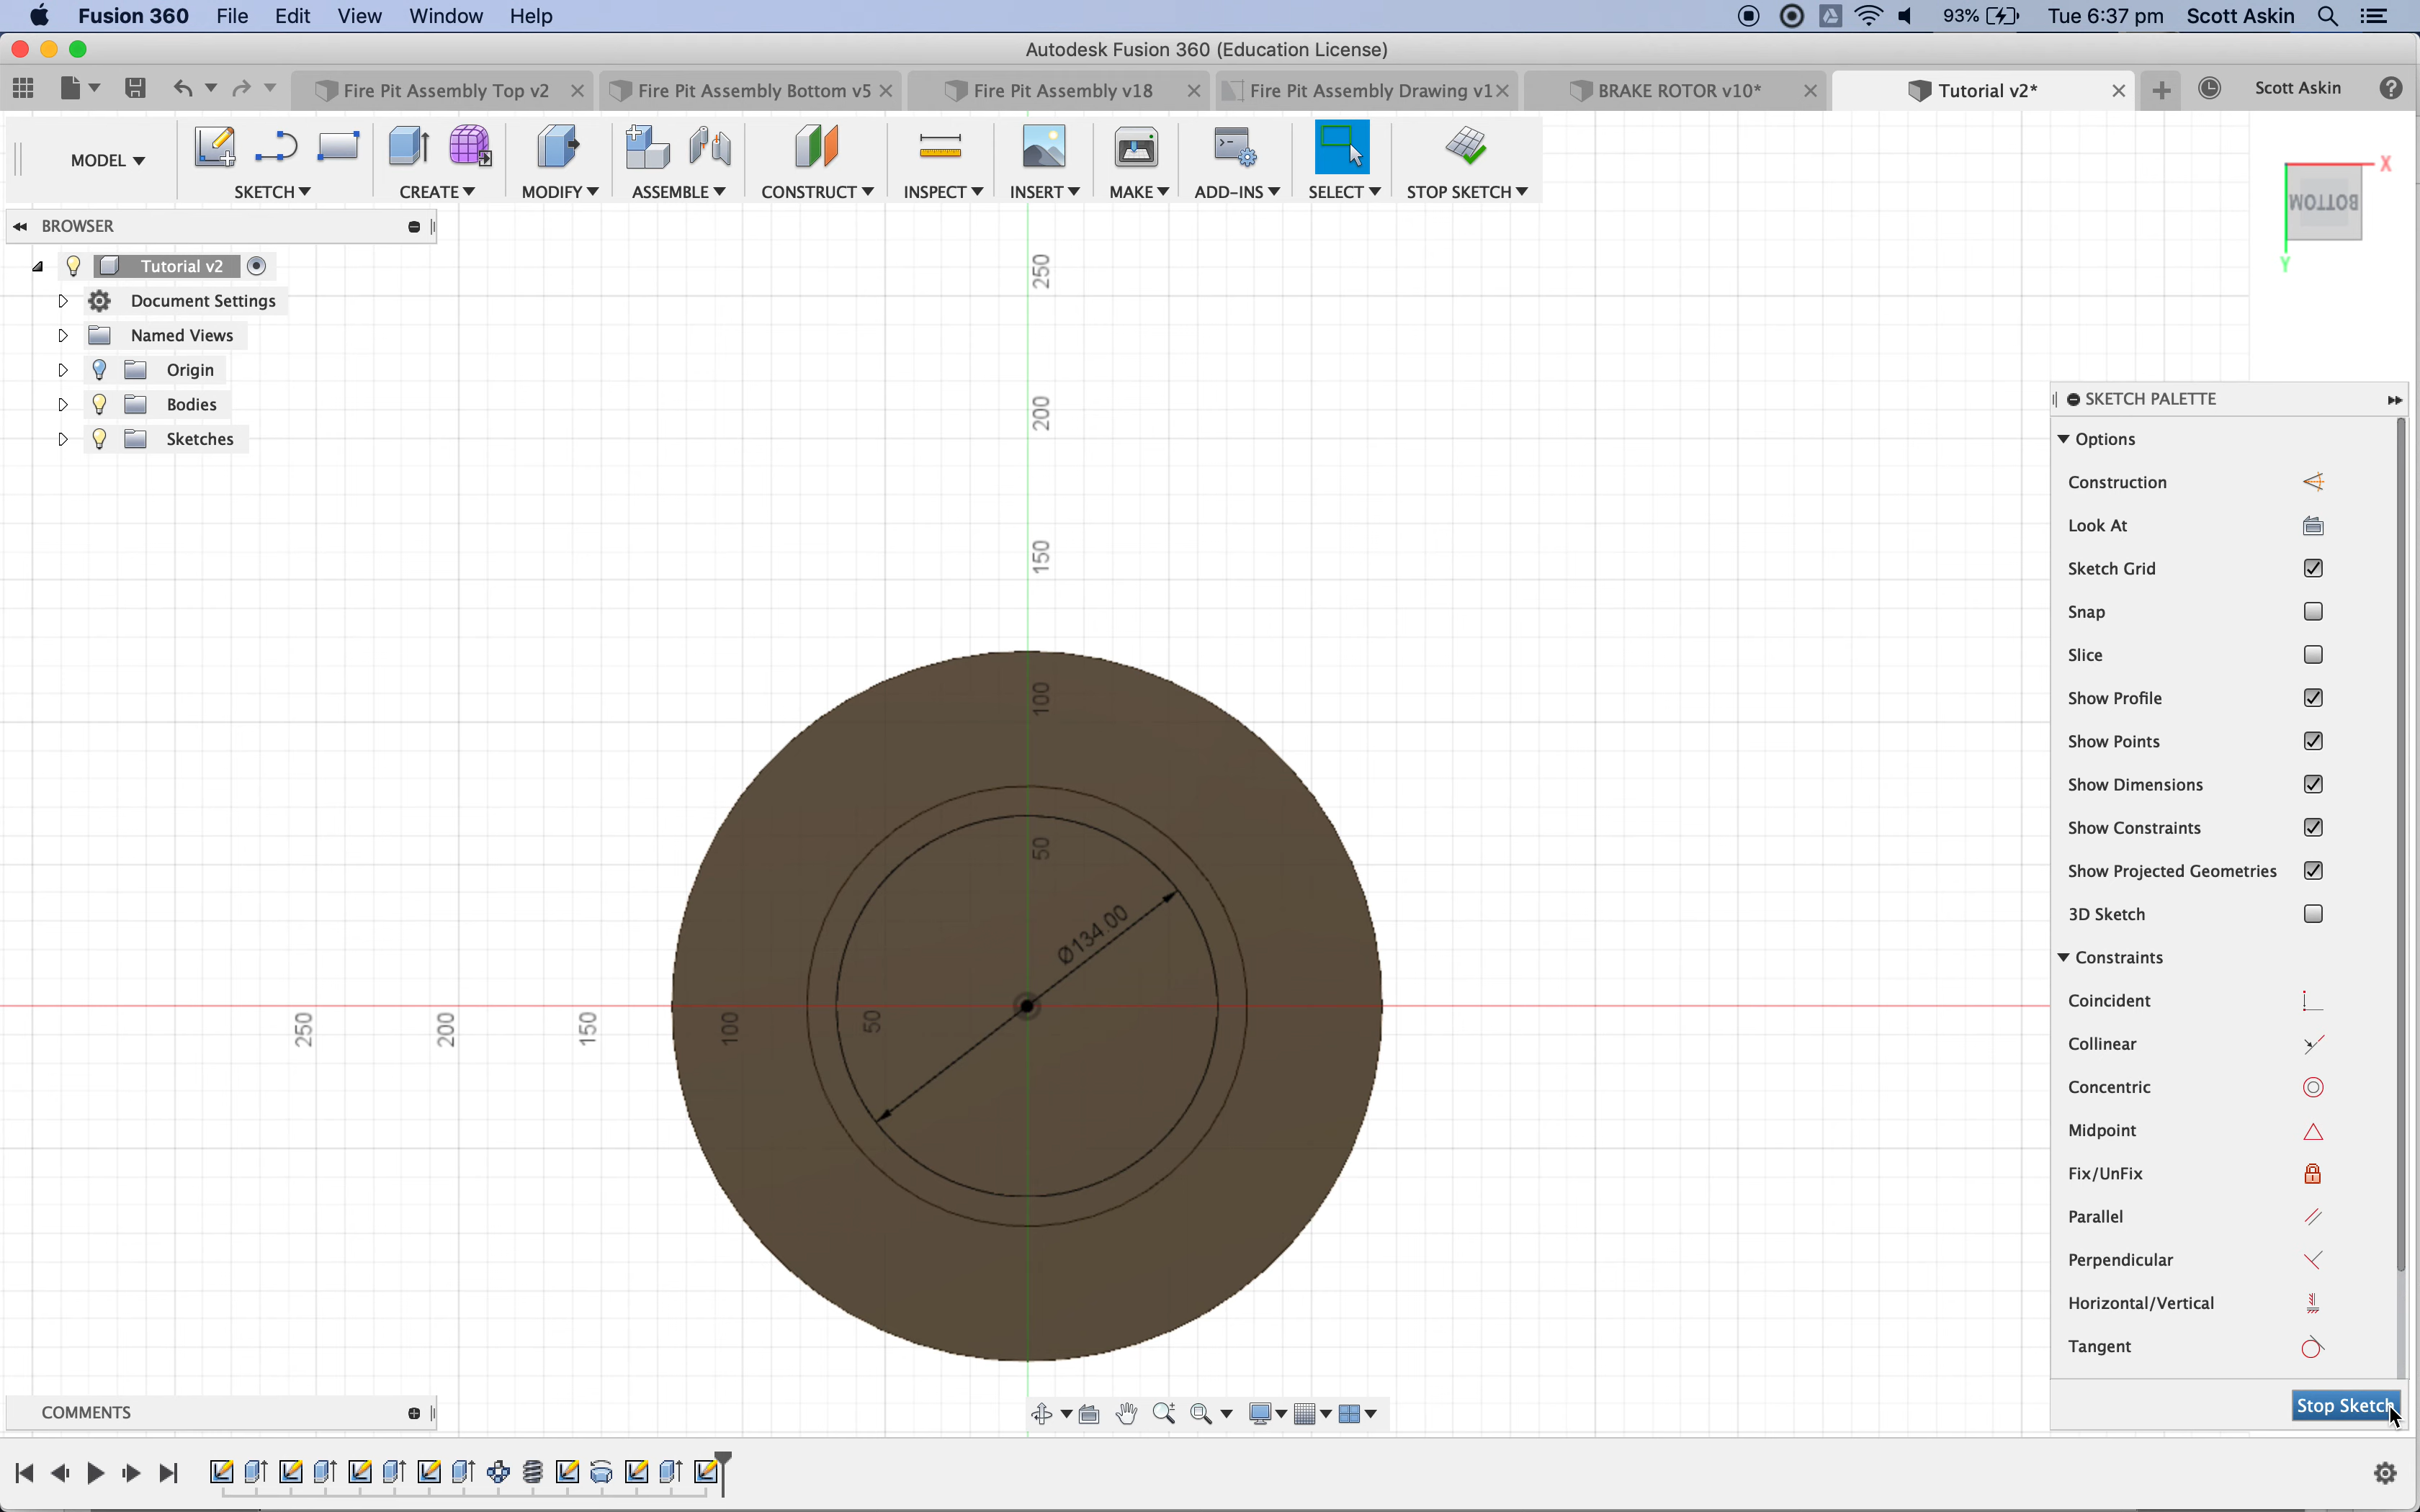 Fusion 360 File Edit View Window Help 93% Tue 6:37 pm Scott Askin
Autodesk Fusion 360 (Education License)
Fire Pit Assembly Top v2 Fire Pit Assembly Bottom v5 Fire Pit Assembly v18 Fire Pit Assembly Drawing v1 BRAKE ROTOR v10* Tutorial v2* Scott Askin
MODEL
SKETCH CREATE MODIFY ASSEMBLE CONSTRUCT INSPECT INSERT MAKE ADD-INS SELECT STOP SKETCH
X
BOTTOM
Y
BROWSER
Tutorial v2
Document Settings
Named Views
Origin
Bodies
Sketches
250
200
150
100
50
Ø134.00
250 200 150 100 50
SKETCH PALETTE
Options
Construction
Look At
Sketch Grid
Snap
Slice
Show Profile
Show Points
Show Dimensions
Show Constraints
Show Projected Geometries
3D Sketch
Constraints
Coincident
Collinear
Concentric
Midpoint
Fix/UnFix
Parallel
Perpendicular
Horizontal/Vertical
Tangent
Stop Sketch
COMMENTS